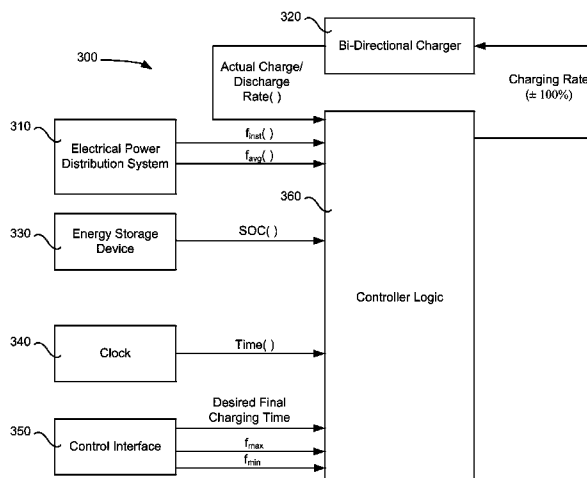 320
Bi-Directional Charger
300
Actual Charge/
Discharge
Rate( )
Charging Rate
(± 100%)
310
Electrical Power
Distribution System
finst( )
favg( )
360
330
Energy Storage
Device
SOC( )
Controller Logic
340
Clock
Time( )
350
Control Interface
Desired Final
Charging Time
fmax
fmin